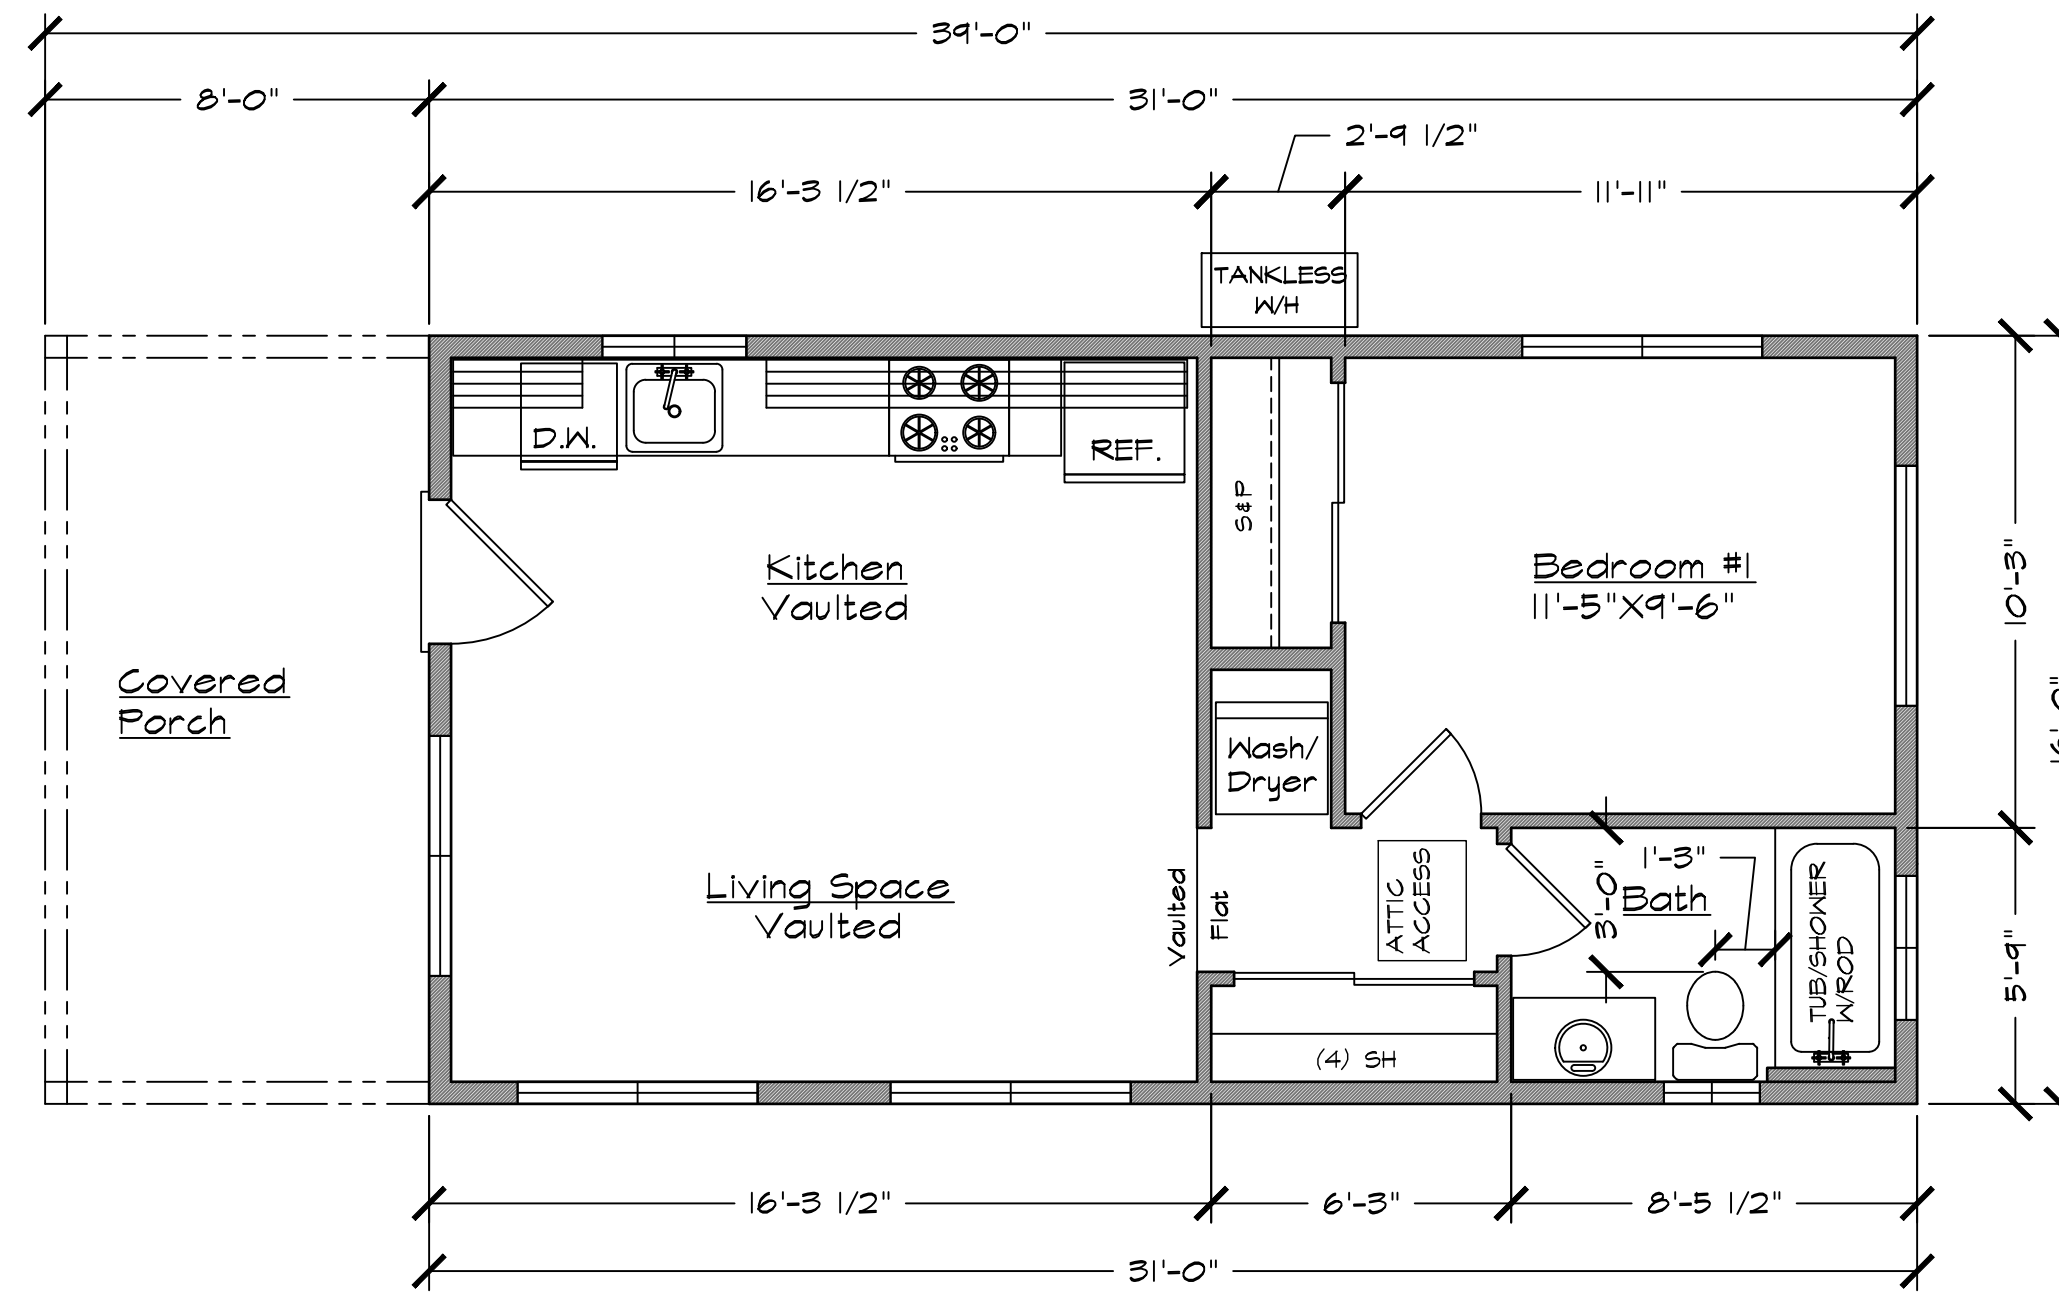 39'-0"
8'-0"
31'-0"
2'-9 1/2"
16'-3 1/2"
11'-11"
TANKLESS
W/H
D.W.
REF.
S&P
Kitchen
Vaulted
Bedroom #1
11'-5"X9'-6"
10'-3"
Covered
Porch
Wash/
Dryer
Living Space
Vaulted
Vaulted
Flat
ATTIC
ACCESS
3'-0"
1'-3"
Bath
TUB/SHOWER
W/ROD
5'-9"
(4) SH
16'-3 1/2"
6'-3"
8'-5 1/2"
31'-0"